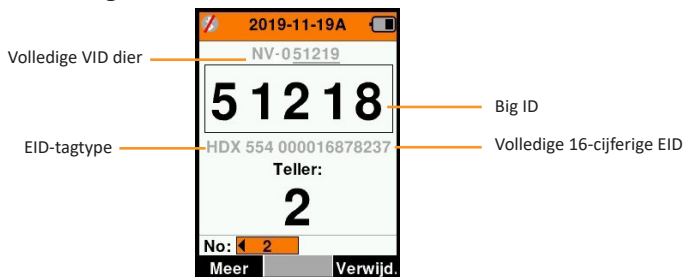 2019-11-19A
Volledige VID dier
NV-051219
51218
Big ID
EID-tagtype
HDX 554 000016878237
Volledige 16-cijferige EID
Teller:
2
No: 2
Meer
Verwijd.